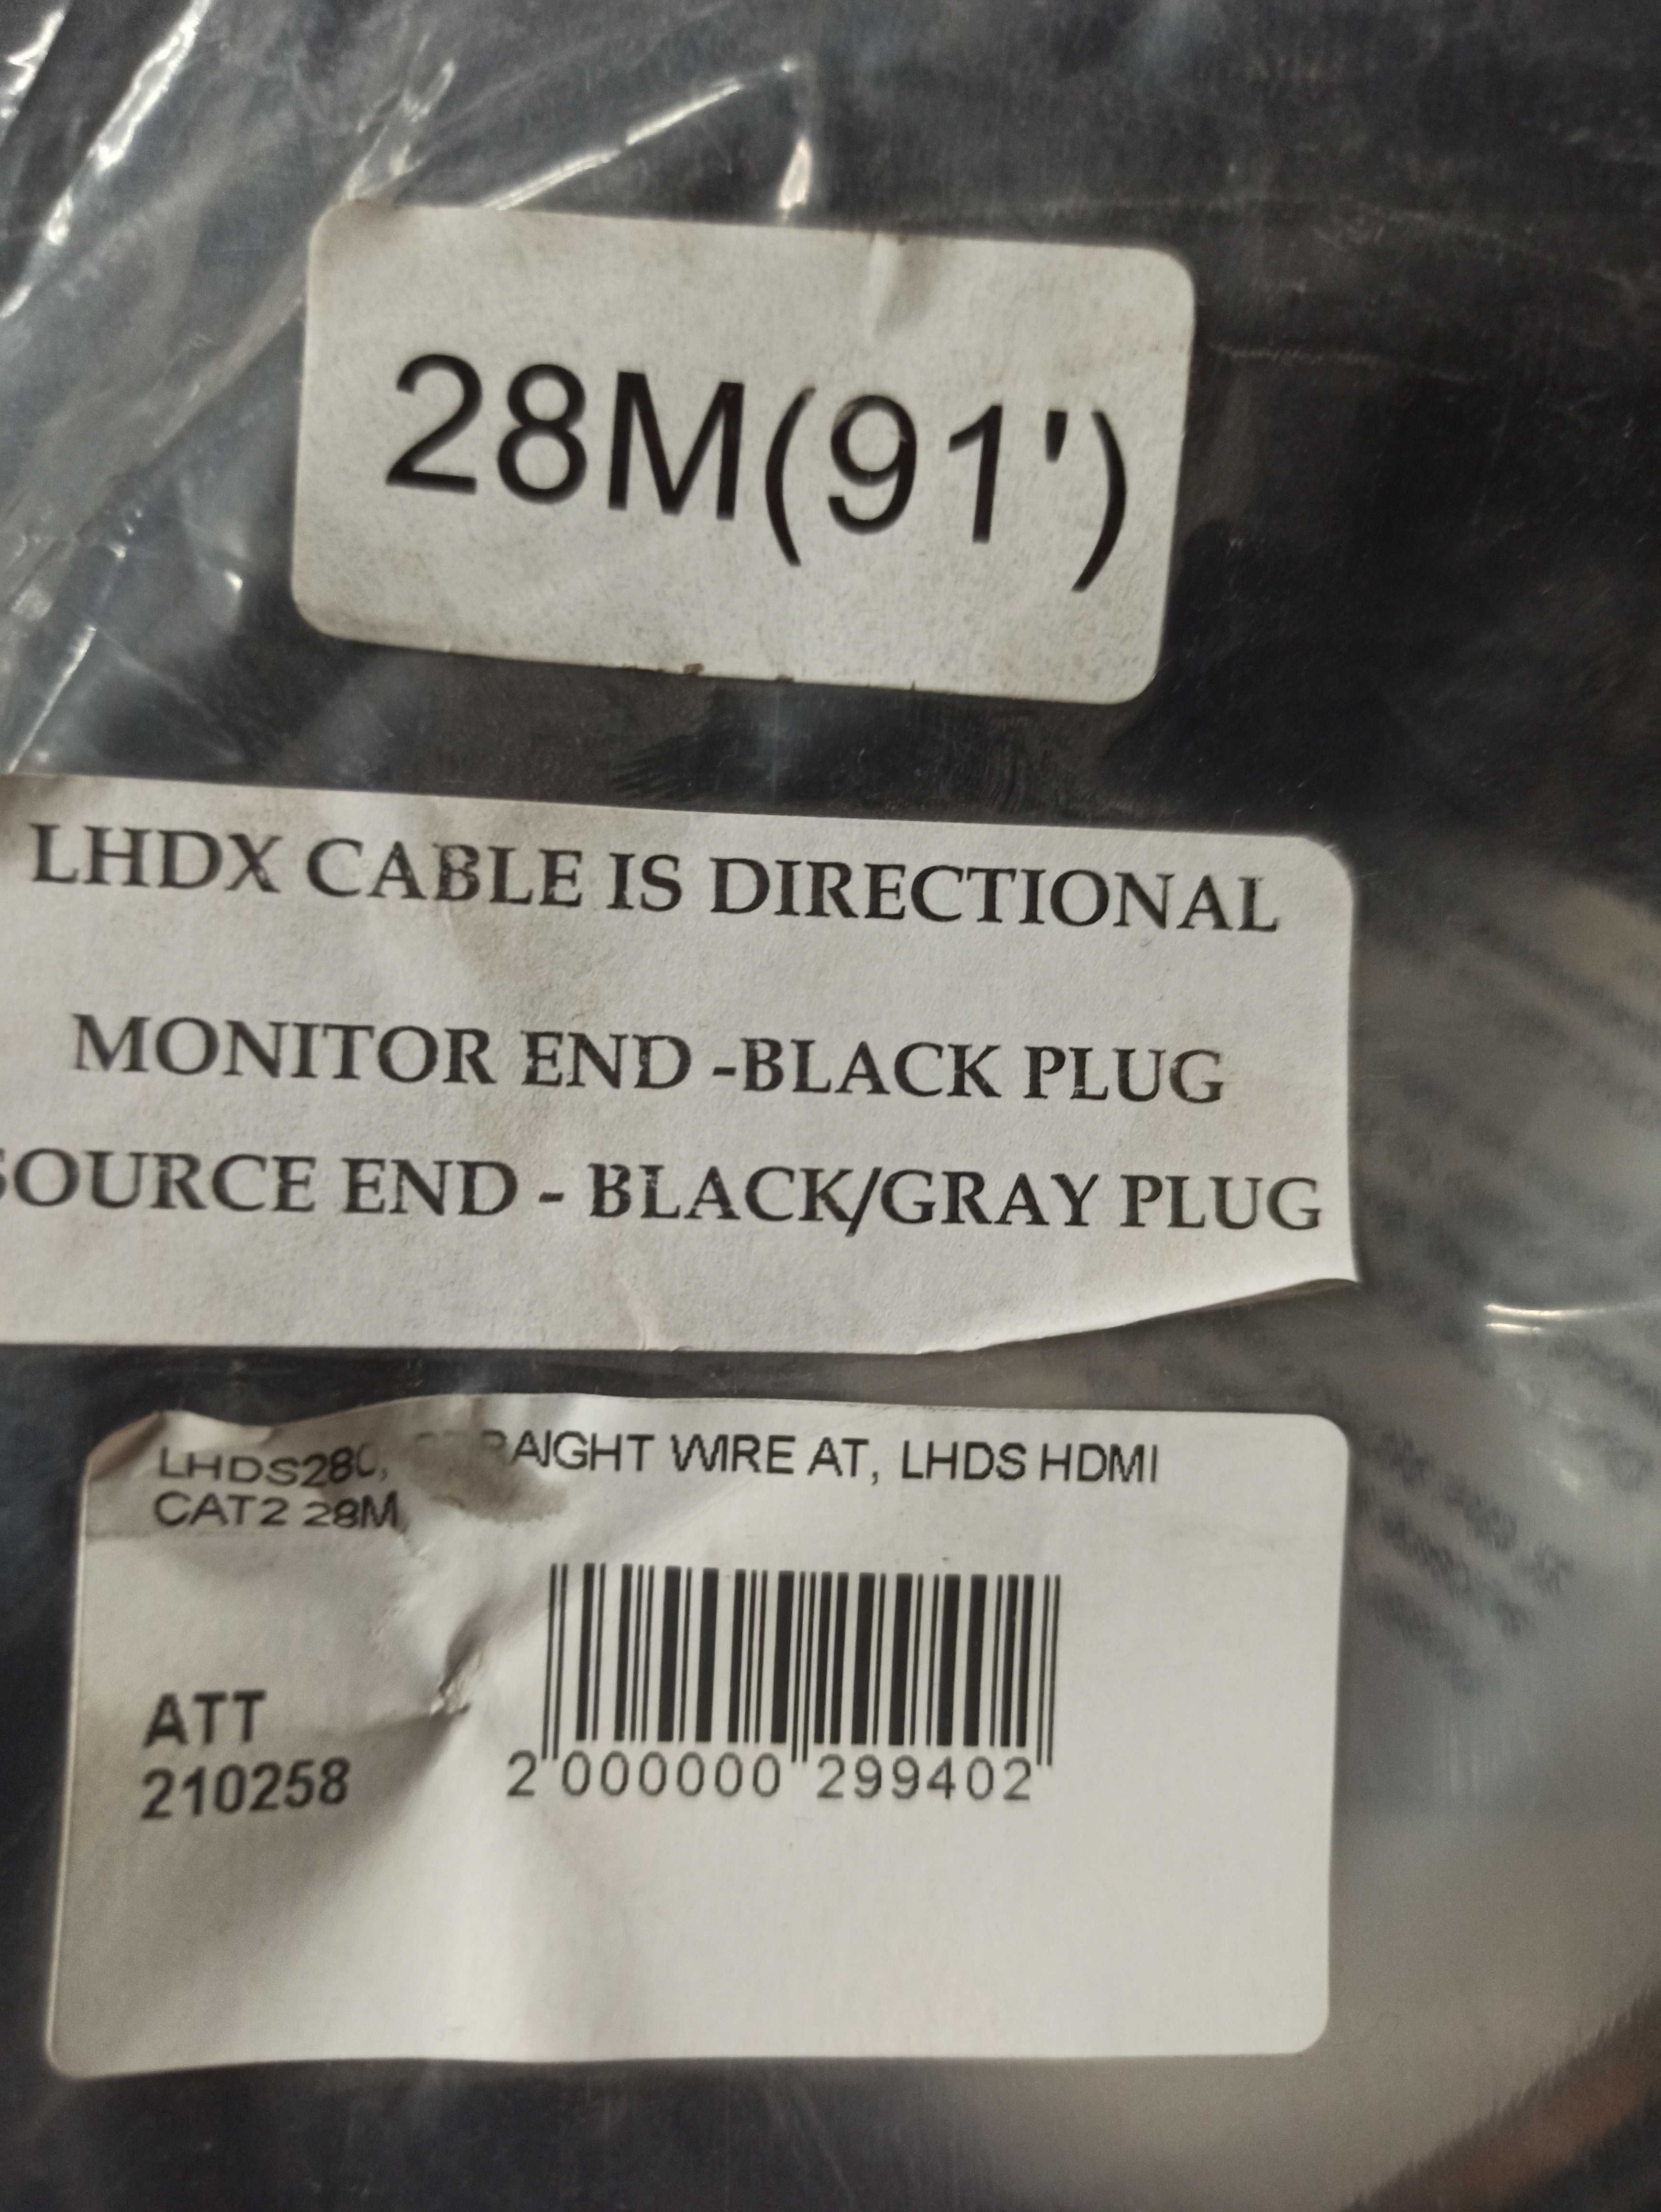 28M(91')
LHDX CABLE IS DIRECTIONAL
MONITOR END -BLACK PLUG
SOURCE END - BLACK/GRAY PLUG
WIRE AT, LHDS HDMI
CAT2 28M,
ATT
210258
2 000000 299402